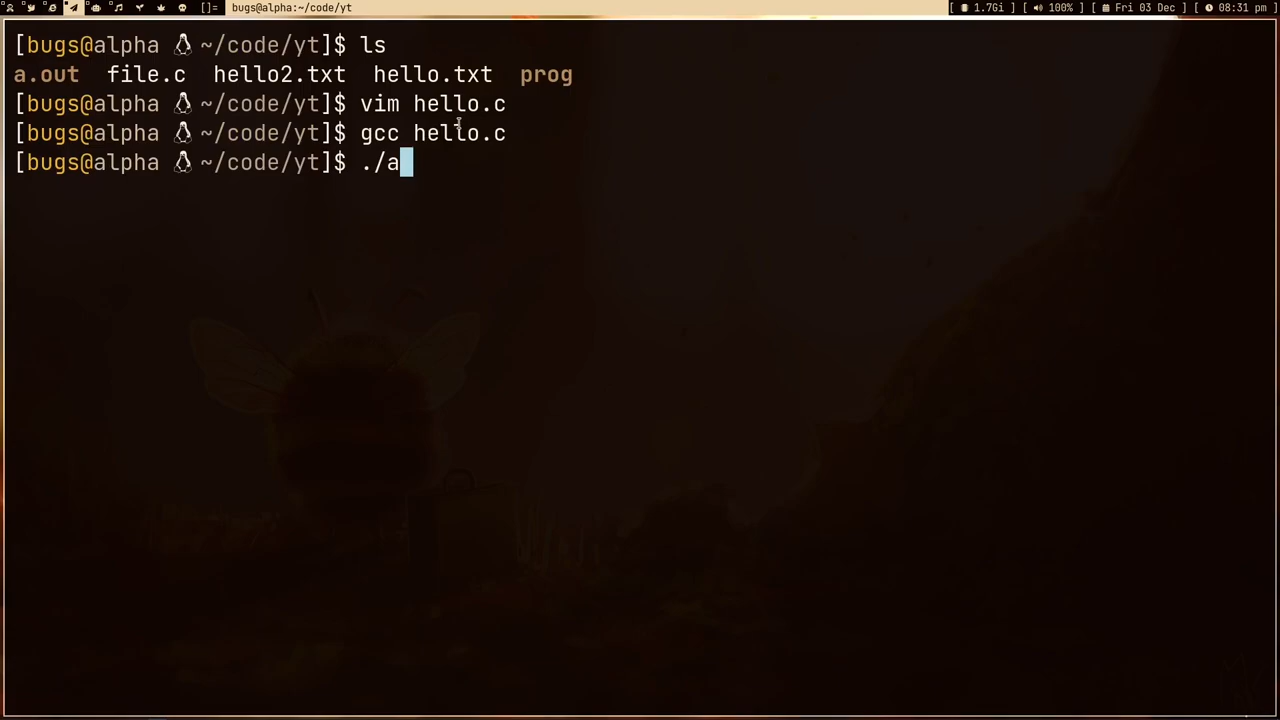 []= bugs@alpha:~/code/yt [ 1.7Gi ] [ 100% ] [ Fri 03 Dec ] [ 08:31 pm ]
[bugs@alpha ~/code/yt]$ ls
a.out file.c hello2.txt hello.txt prog
[bugs@alpha ~/code/yt]$ vim hello.c
[bugs@alpha ~/code/yt]$ gcc hello.c
[bugs@alpha ~/code/yt]$ ./a